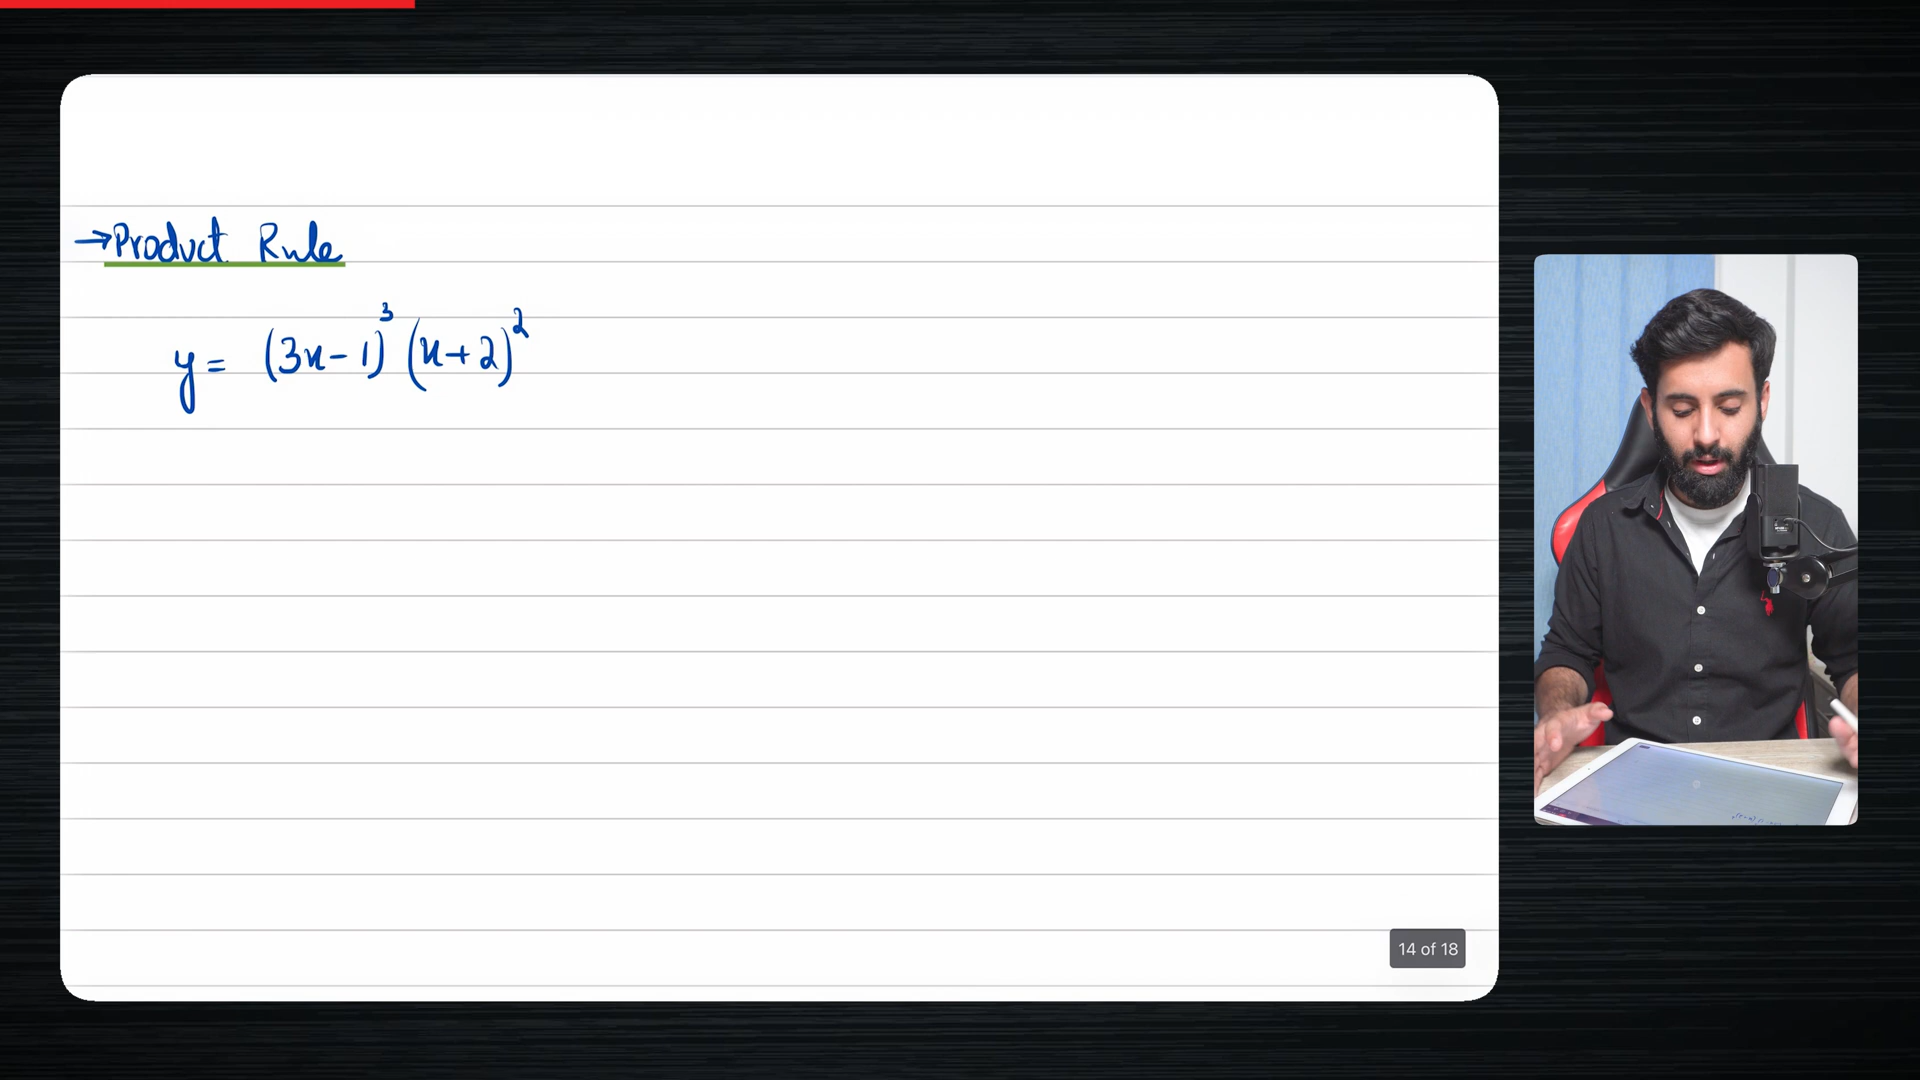 →Product Rule
y = (3x-1)³ (x+2)²
14 of 18